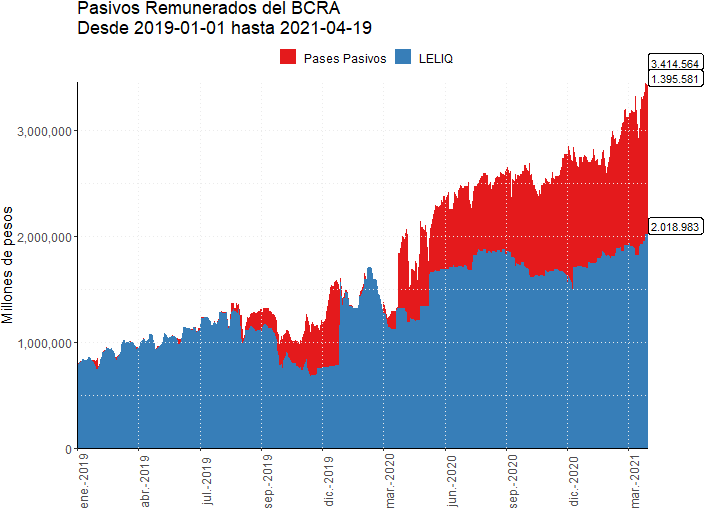 Pasivos Remunerados del BCRA
Desde 2019-01-01 hasta 2021-04-19
Pases Pasivos LELIQ
3.414.564
1.395.581
2.018.983
Millones de pesos
3,000,000
2,000,000
1,000,000
0
ene.-2019 abr.-2019 jul.-2019 sep.-2019 dic.-2019 mar.-2020 jun.-2020 sep.-2020 dic.-2020 mar.-2021